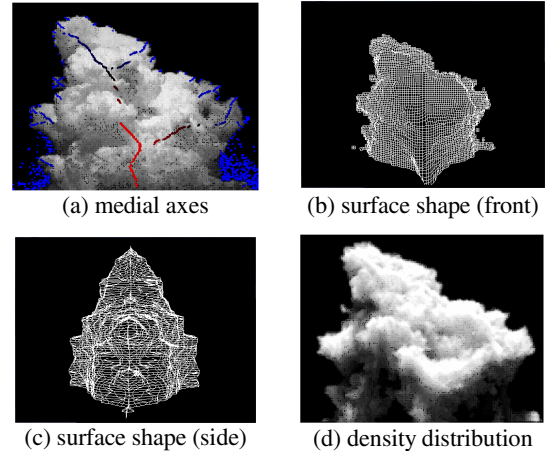 (a) medial axes
(b) surface shape (front)
(c) surface shape (side)
(d) density distribution